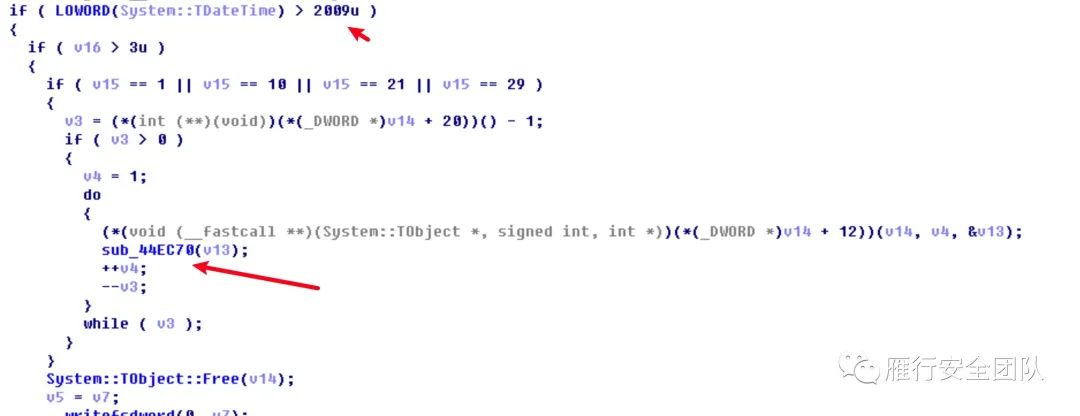 if ( LOWORD(System::TDateTime) > 2009u )
{
if ( v16 > 3u )
{
if ( v15 == 1 || v15 == 10 || v15 == 21 || v15 == 29 )
{
v3 = (*(int (**)(void))(*(_DWORD *)v14 + 20))() - 1;
if ( v3 > 0 )
{
v4 = 1;
do
{
(*(void (__fastcall **)(System::TObject *, signed int, int *))(*(_DWORD *)v14 + 12))(v14, v4, &v13);
sub_44EC70(v13);
++v4;
--v3;
}
while ( v3 );
}
}
System::TObject::Free(v14);
v5 = v7;
writefsdword(0, v7);
雁行安全团队